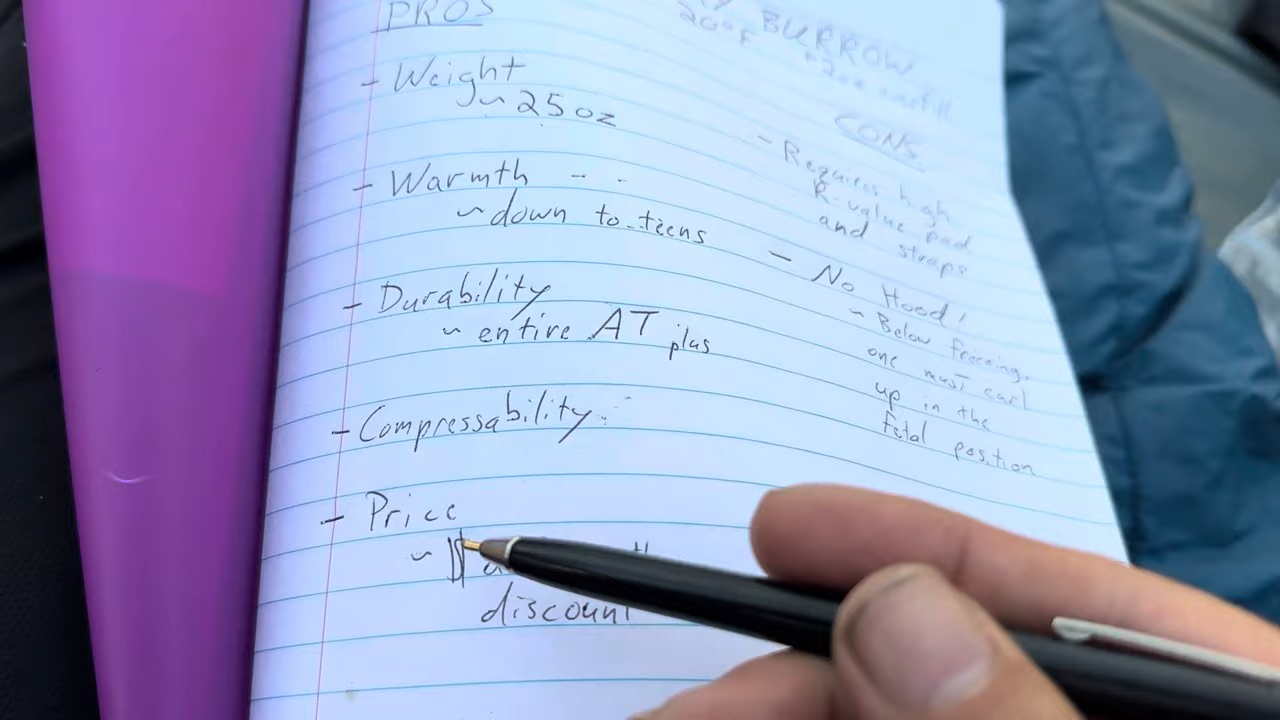 PROS
BURROW
20°F
- Weight
~ 25oz
- Warmth - -
~ down to teens
- Durability
~ entire AT plus
- Compressability
- Price
~
discount
CONS
- Requires high
R-value pad
and straps
- No Hood!
~ Below freezing,
one must curl
up in the
fetal position